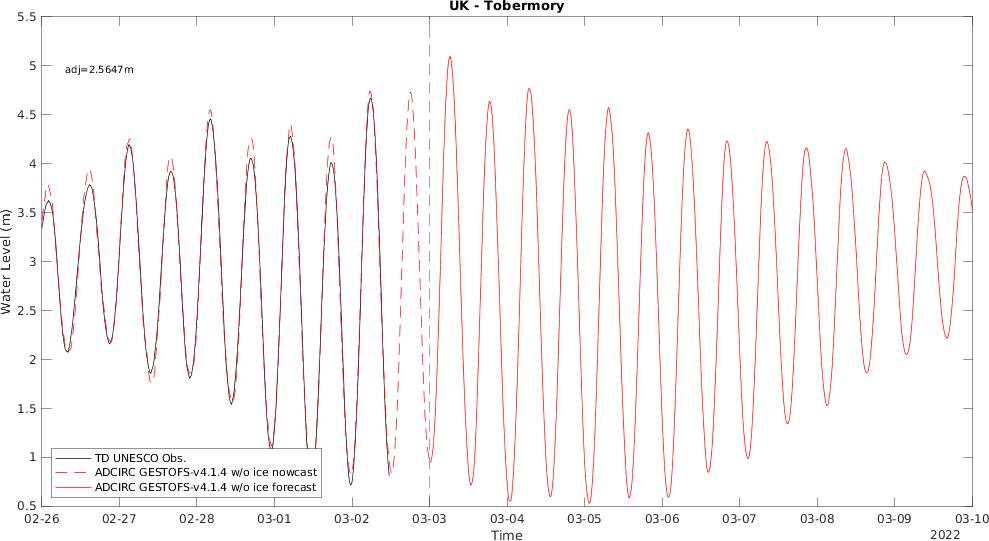 UK - Tobermory
5.5
5
4.5
4
3.5
3
2.5
2
1.5
1
0.5
Water Level (m)
adj=2.5647m
TD UNESCO Obs.
ADCIRC GESTOFS-v4.1.4 w/o ice nowcast
ADCIRC GESTOFS-v4.1.4 w/o ice forecast
02-26 02-27 02-28 03-01 03-02 03-03 03-04 03-05 03-06 03-07 03-08 03-09 03-10
Time
2022